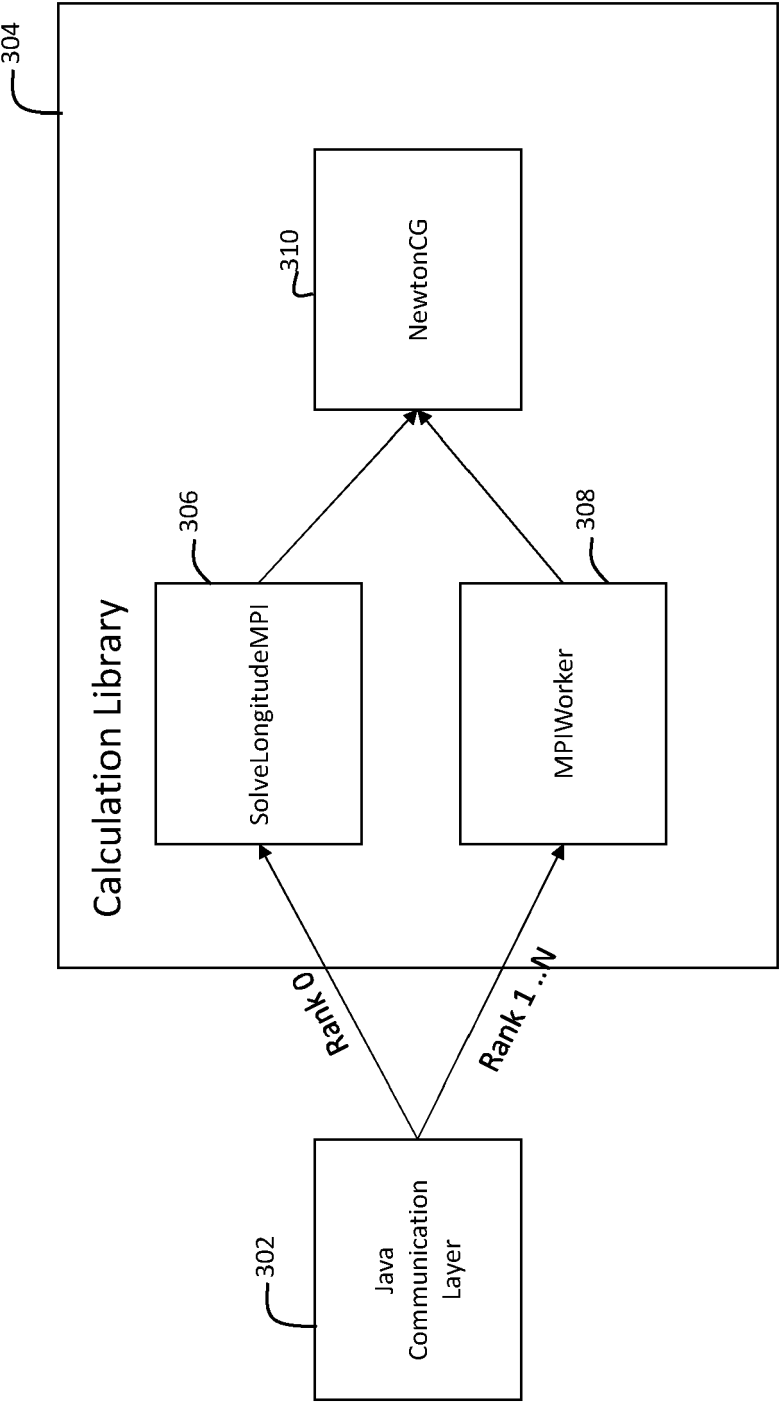 304
Calculation Library
302
Java
Communication
Layer
Rank 0
Rank 1 ...N
306
SolveLongitudeMPI
308
MPIWorker
310
NewtonCG